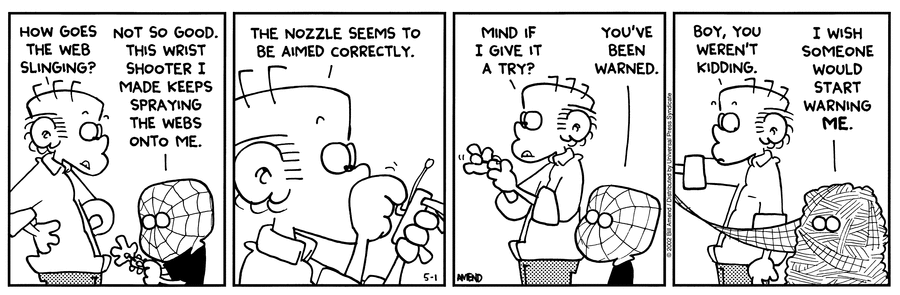 HOW GOES
THE WEB
SLINGING?
NOT SO GOOD.
THIS WRIST
SHOOTER I
MADE KEEPS
SPRAYING
THE WEBS
ONTO ME.
THE NOZZLE SEEMS TO
BE AIMED CORRECTLY.
5-1
MIND IF
I GIVE IT
A TRY?
YOU'VE
BEEN
WARNED.
AMEND
© 2002 Bill Amend / Distributed by Universal Press Syndicate
BOY, YOU
WEREN'T
KIDDING.
I WISH
SOMEONE
WOULD
START
WARNING
ME.